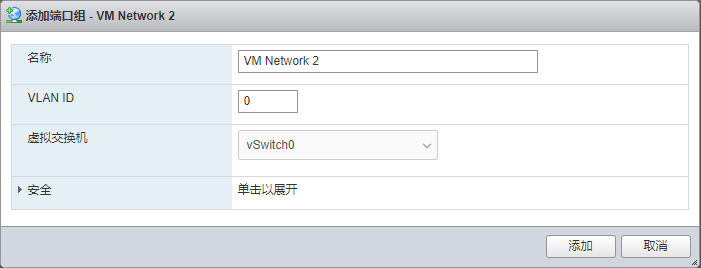 添加端口组 - VM Network 2
名称
VM Network 2
VLAN ID
0
虚拟交换机
vSwitch0
安全
单击以展开
添加
取消